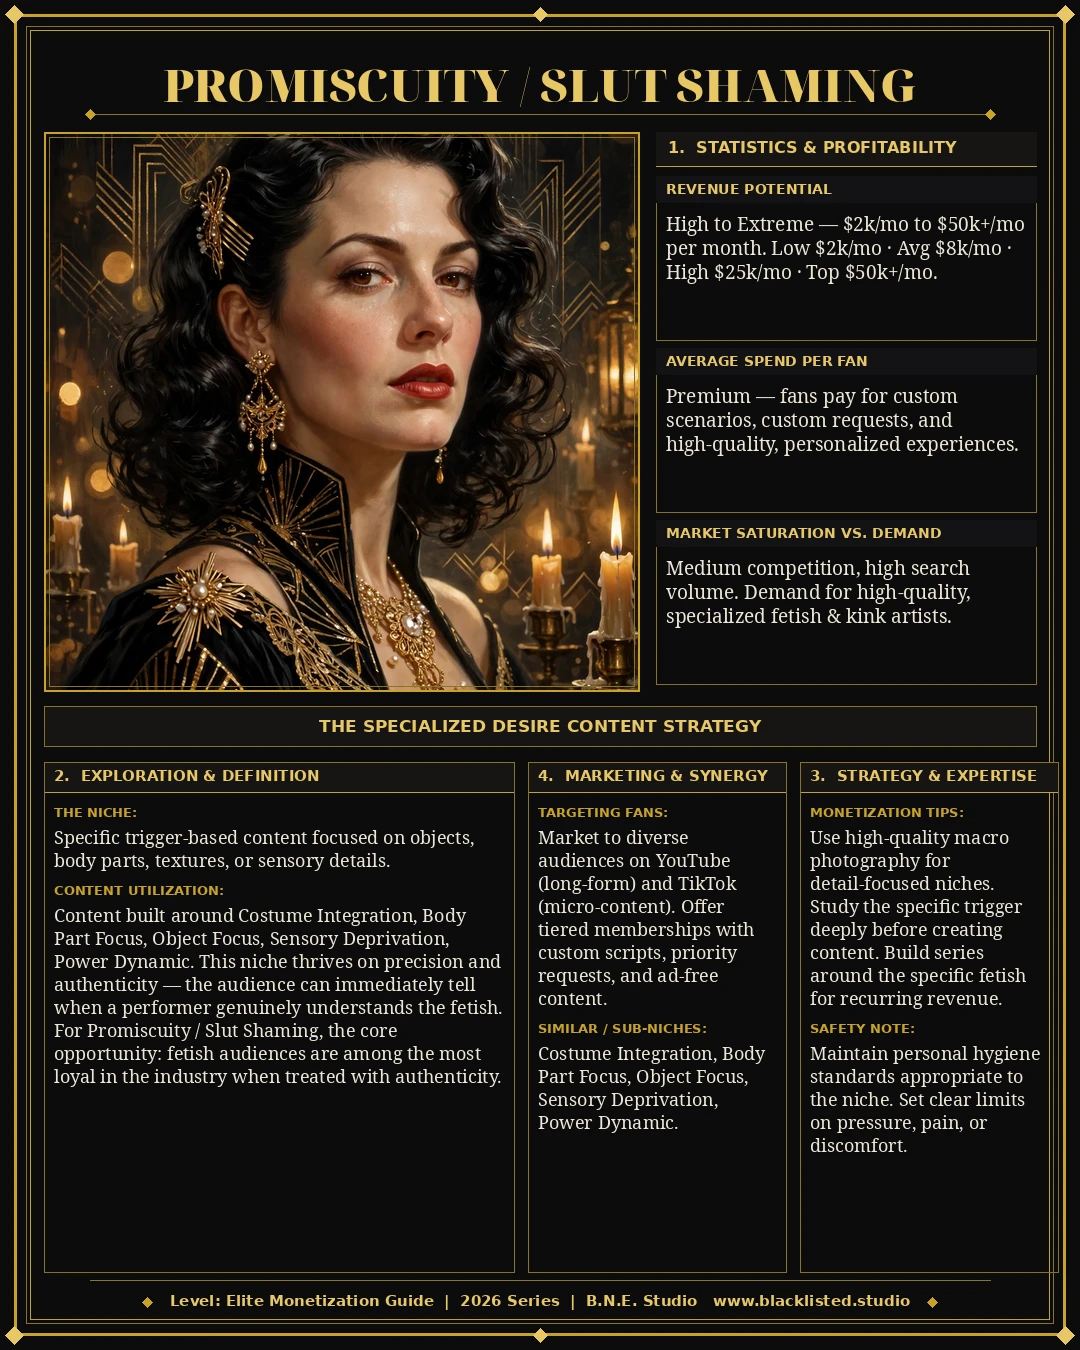 PROMISCUITY / SLUT SHAMING
1. STATISTICS & PROFITABILITY
REVENUE POTENTIAL
High to Extreme — $2k/mo to $50k+/mo
per month. Low $2k/mo · Avg $8k/mo ·
High $25k/mo · Top $50k+/mo.
AVERAGE SPEND PER FAN
Premium — fans pay for custom
scenarios, custom requests, and
high-quality, personalized experiences.
MARKET SATURATION VS. DEMAND
Medium competition, high search
volume. Demand for high-quality,
specialized fetish & kink artists.
THE SPECIALIZED DESIRE CONTENT STRATEGY
2. EXPLORATION & DEFINITION
THE NICHE:
Specific trigger-based content focused on objects,
body parts, textures, or sensory details.
CONTENT UTILIZATION:
Content built around Costume Integration, Body
Part Focus, Object Focus, Sensory Deprivation,
Power Dynamic. This niche thrives on precision and
authenticity — the audience can immediately tell
when a performer genuinely understands the fetish.
For Promiscuity / Slut Shaming, the core
opportunity: fetish audiences are among the most
loyal in the industry when treated with authenticity.
4. MARKETING & SYNERGY
TARGETING FANS:
Market to diverse
audiences on YouTube
(long-form) and TikTok
(micro-content). Offer
tiered memberships with
custom scripts, priority
requests, and ad-free
content.
SIMILAR / SUB-NICHES:
Costume Integration, Body
Part Focus, Object Focus,
Sensory Deprivation,
Power Dynamic.
3. STRATEGY & EXPERTISE
MONETIZATION TIPS:
Use high-quality macro
photography for
detail-focused niches.
Study the specific trigger
deeply before creating
content. Build series
around the specific fetish
for recurring revenue.
SAFETY NOTE:
Maintain personal hygiene
standards appropriate to
the niche. Set clear limits
on pressure, pain, or
discomfort.
Level: Elite Monetization Guide | 2026 Series | B.N.E. Studio www.blacklisted.studio